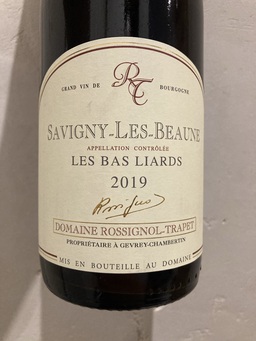 RT
GRAND VIN DE BOURGOGNE
SAVIGNY-LES-BEAUNE
APPELLATION CONTRÔLÉE
LES BAS LIARDS
2019
DOMAINE ROSSIGNOL-TRAPET
PROPRIÉTAIRE À GEVREY-CHAMBERTIN
MIS EN BOUTEILLE AU DOMAINE